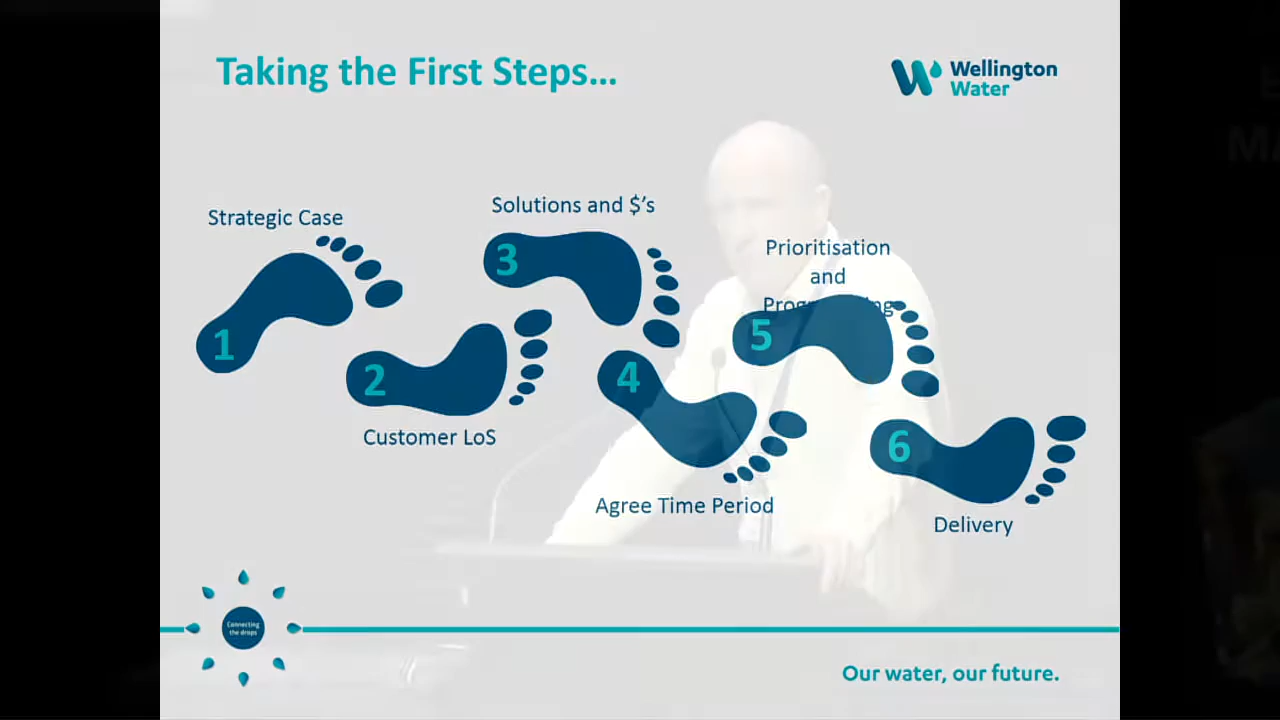 Taking the First Steps...
Wellington
Water
Strategic Case
1
2
Customer LoS
Solutions and $'s
3
4
Agree Time Period
Prioritisation
and
5
6
Delivery
Connecting
the drops
Our water, our future.